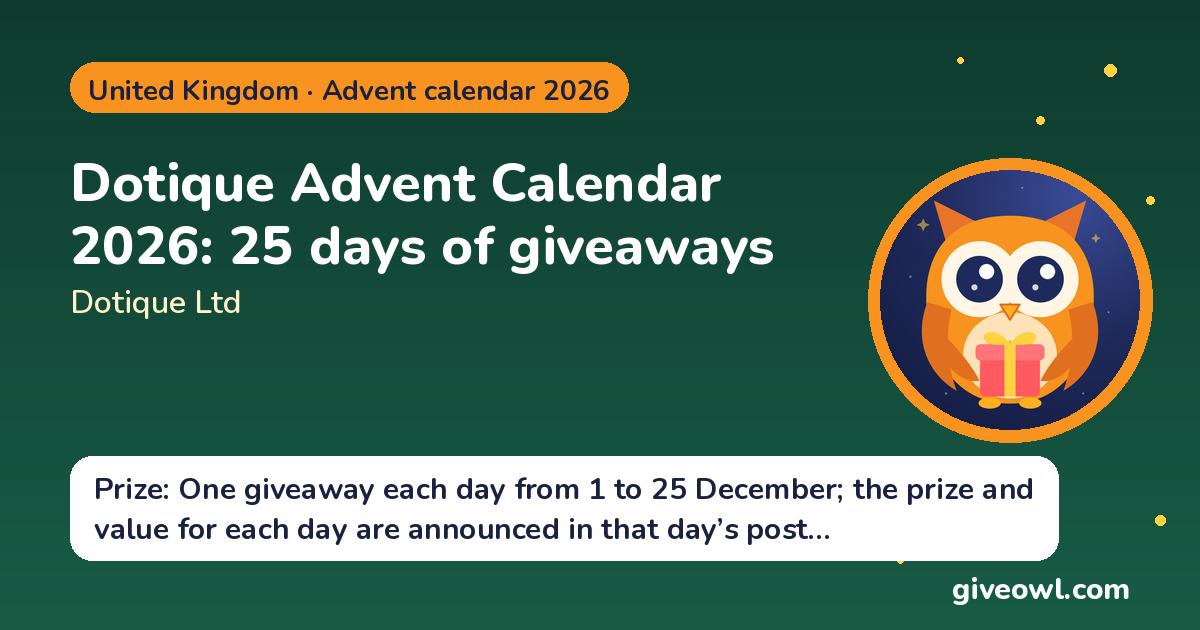 United Kingdom · Advent calendar 2026
Dotique Advent Calendar
2026: 25 days of giveaways
Dotique Ltd
Prize: One giveaway each day from 1 to 25 December; the prize and
value for each day are announced in that day’s post...
giveowl.com